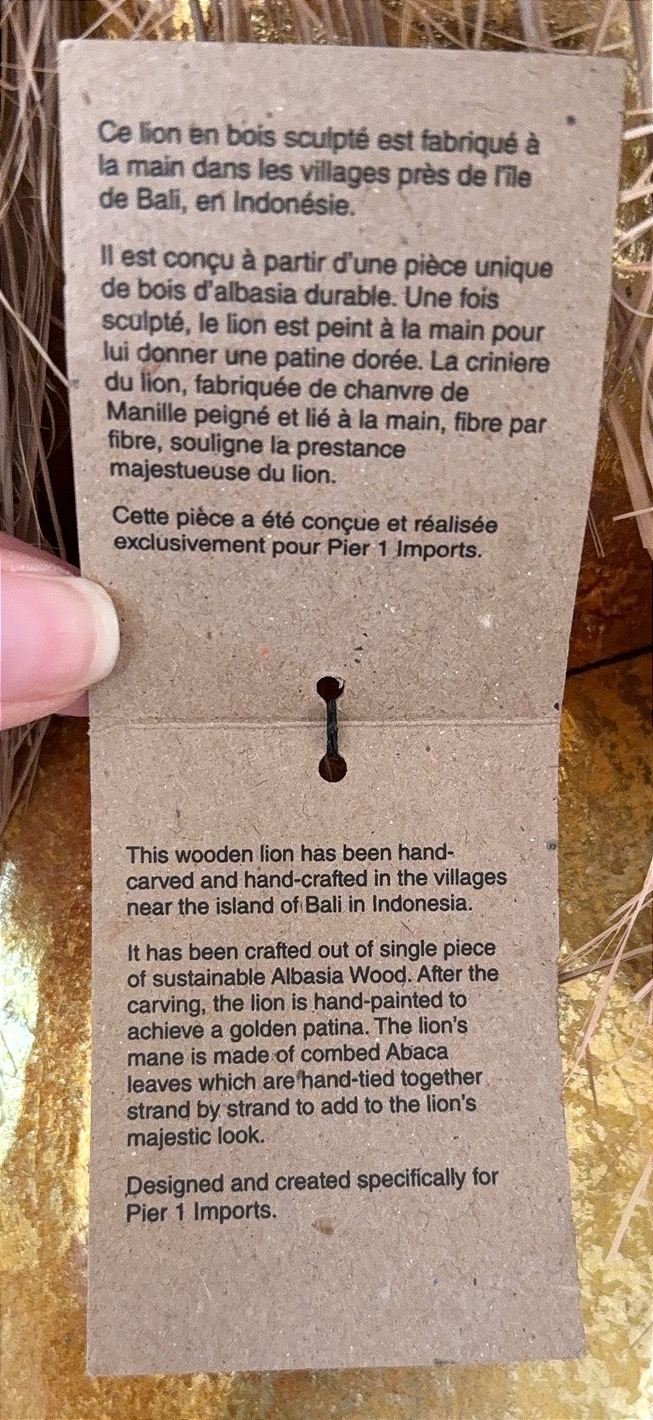 Ce lion en bois sculpté est fabriqué à
la main dans les villages près de l'île
de Bali, en Indonésie.
Il est conçu à partir d'une pièce unique
de bois d'albasia durable. Une fois
sculpté, le lion est peint à la main pour
lui donner une patine dorée. La criniere
du lion, fabriquée de chanvre de
Manille peigné et lié à la main, fibre par
fibre, souligne la prestance
majestueuse du lion.
Cette pièce a été conçue et réalisée
exclusivement pour Pier 1 Imports.
This wooden lion has been hand-
carved and hand-crafted in the villages
near the island of Bali in Indonesia.
It has been crafted out of single piece
of sustainable Albasia Wood. After the
carving, the lion is hand-painted to
achieve a golden patina. The lion's
mane is made of combed Abaca
leaves which are hand-tied together
strand by strand to add to the lion's
majestic look.
Designed and created specifically for
Pier 1 Imports.